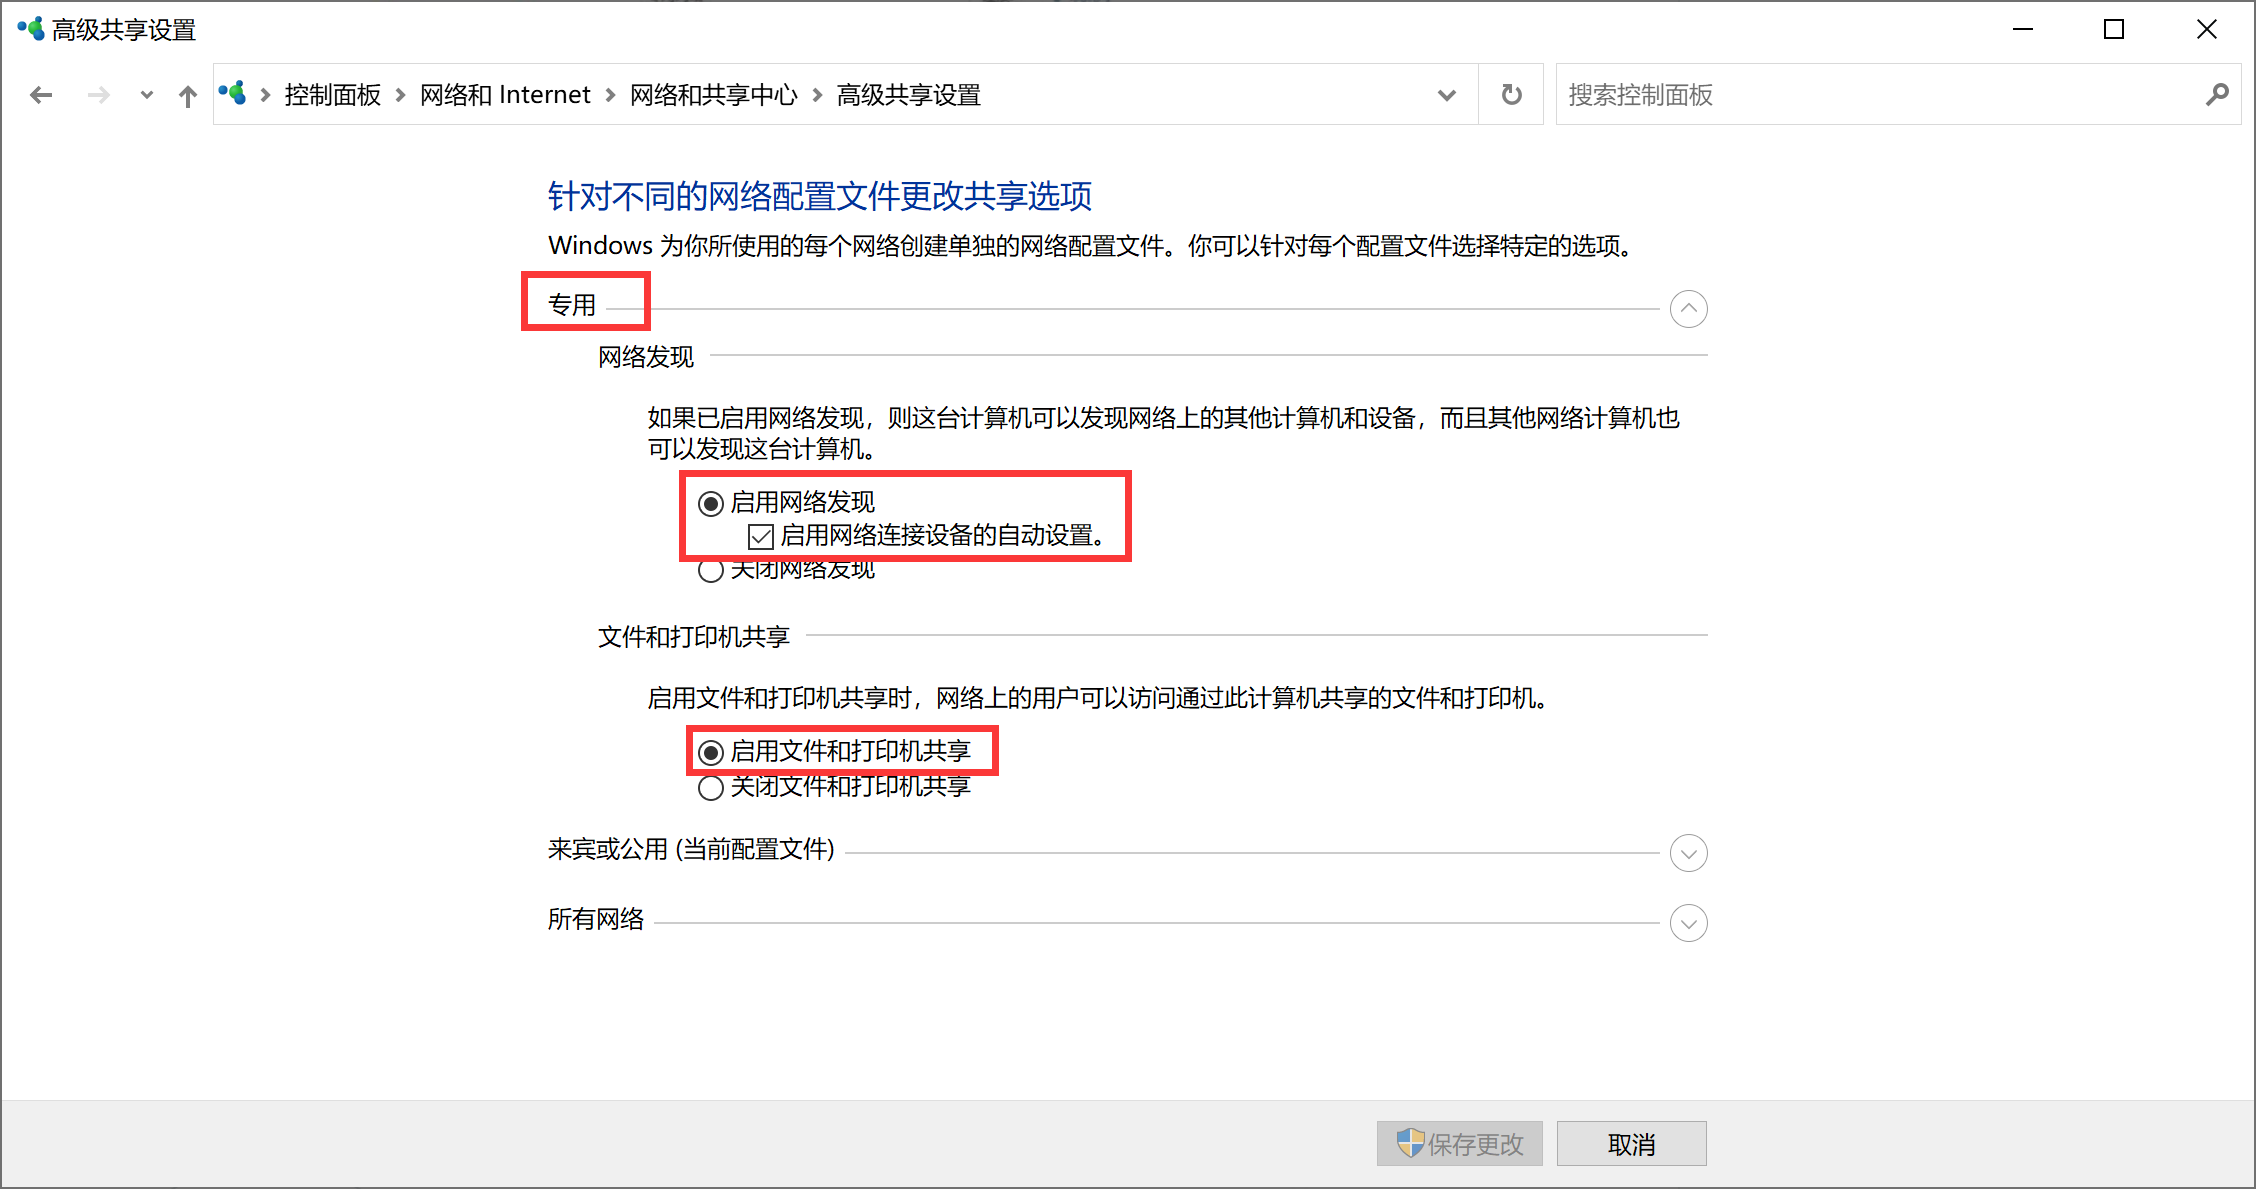 高级共享设置
控制面板 网络和 Internet 网络和共享中心 高级共享设置
搜索控制面板
针对不同的网络配置文件更改共享选项
Windows 为你所使用的每个网络创建单独的网络配置文件。你可以针对每个配置文件选择特定的选项。
专用
网络发现
如果已启用网络发现，则这台计算机可以发现网络上的其他计算机和设备，而且其他网络计算机也
可以发现这台计算机。
启用网络发现
启用网络连接设备的自动设置。
关闭网络发现
文件和打印机共享
启用文件和打印机共享时，网络上的用户可以访问通过此计算机共享的文件和打印机。
启用文件和打印机共享
关闭文件和打印机共享
来宾或公用 (当前配置文件)
所有网络
保存更改
取消